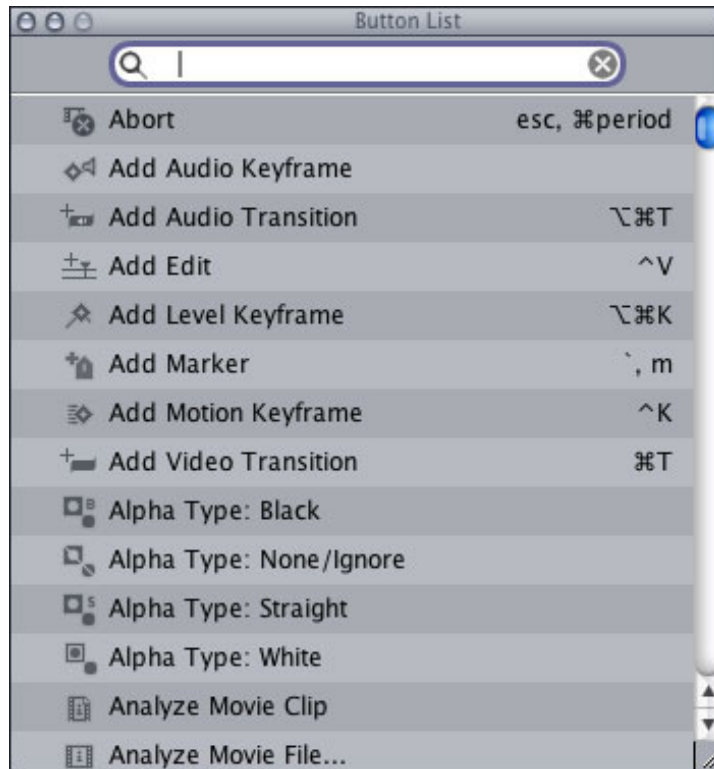 Button List
Abort esc, ⌘period
Add Audio Keyframe
Add Audio Transition ⌥⌘T
Add Edit ^V
Add Level Keyframe ⌥⌘K
Add Marker `, m
Add Motion Keyframe ^K
Add Video Transition ⌘T
Alpha Type: Black
Alpha Type: None/Ignore
Alpha Type: Straight
Alpha Type: White
Analyze Movie Clip
Analyze Movie File...